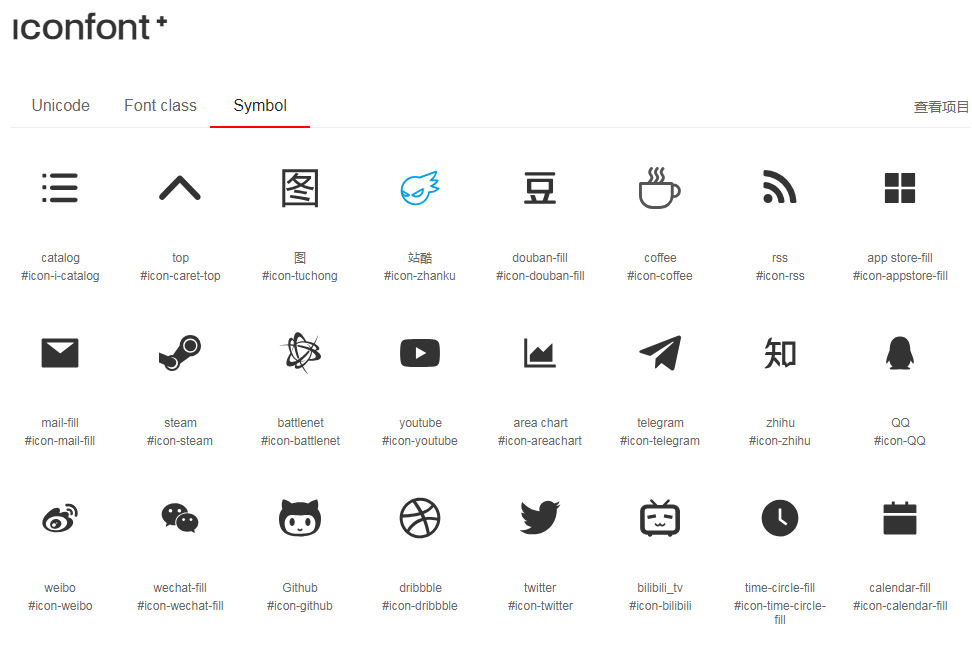 iconfont+
Unicode Font class Symbol 查看项目
图 豆
catalog top 图 站酷 douban-fill coffee rss app store-fill
#icon-i-catalog #icon-caret-top #icon-tuchong #icon-zhanku #icon-douban-fill #icon-coffee #icon-rss #icon-appstore-fill
知
mail-fill steam battlenet youtube area chart telegram zhihu QQ
#icon-mail-fill #icon-steam #icon-battlenet #icon-youtube #icon-areachart #icon-telegram #icon-zhihu #icon-QQ
weibo wechat-fill Github dribbble twitter bilibili_tv time-circle-fill calendar-fill
#icon-weibo #icon-wechat-fill #icon-github #icon-dribbble #icon-twitter #icon-bilibili #icon-time-circle- #icon-calendar-fill
fill